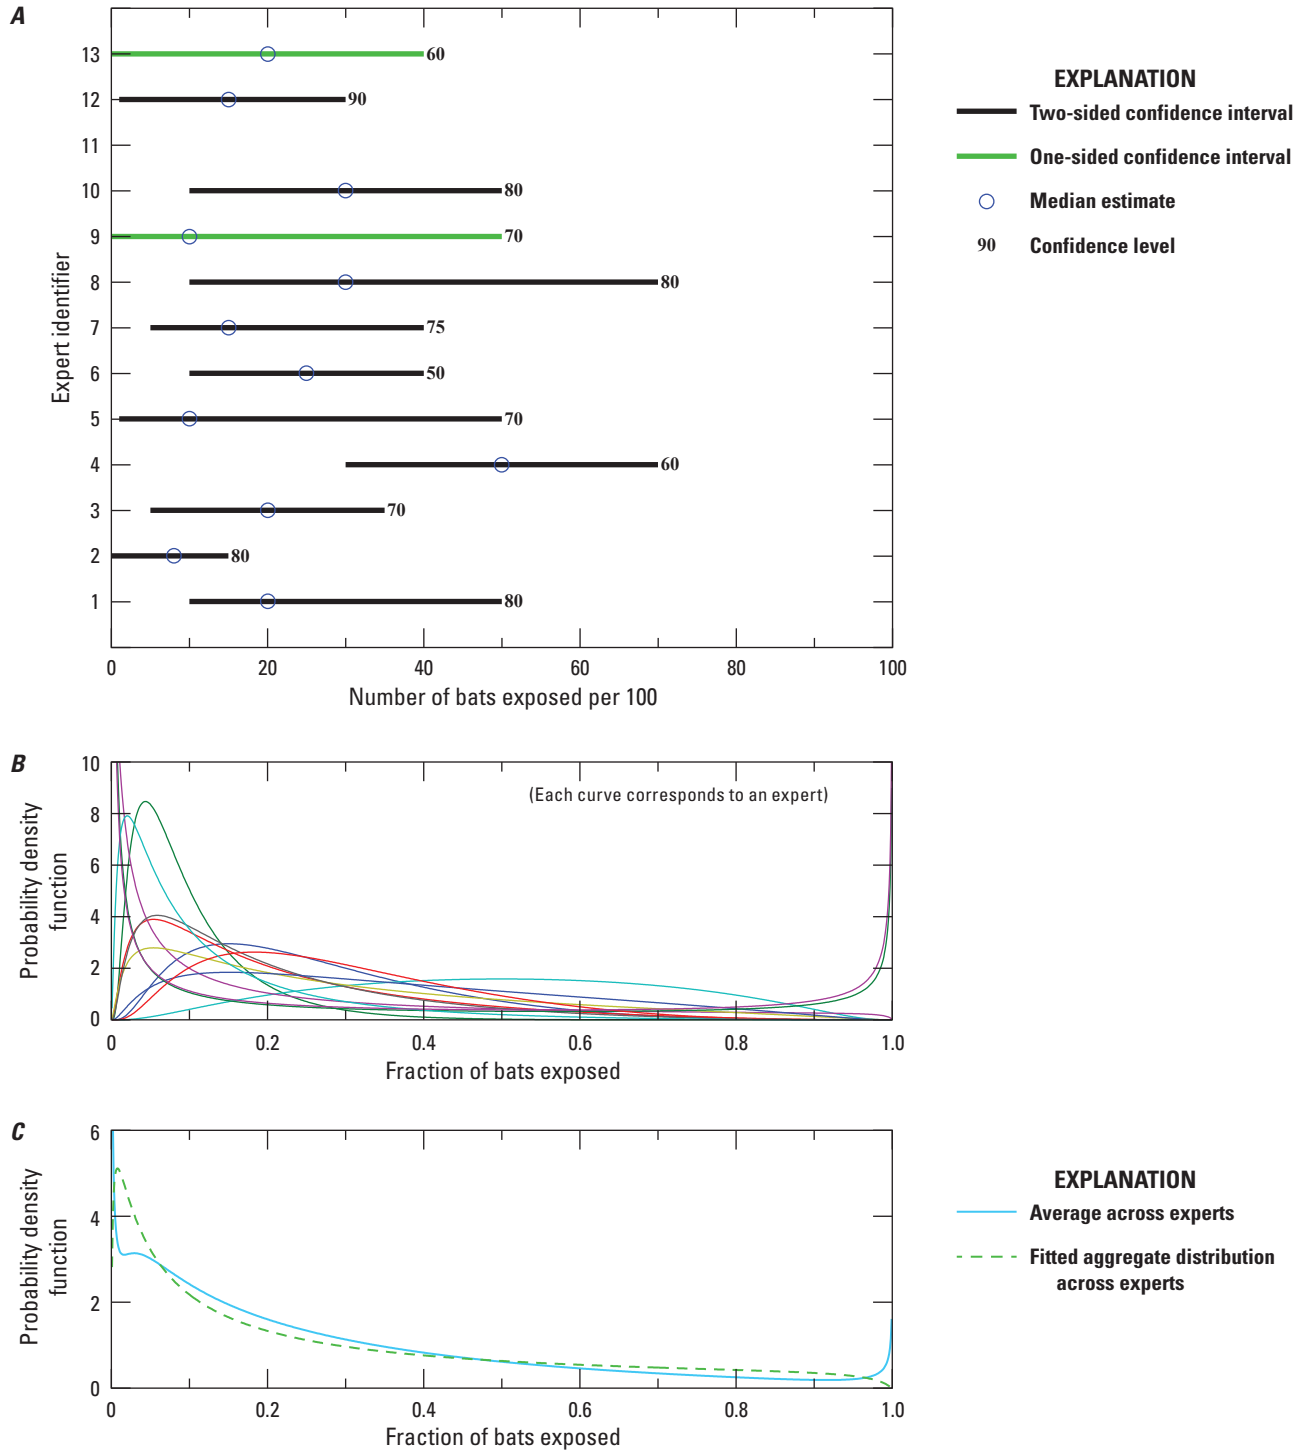 A
13
12
11
10
9
8
7
6
5
4
3
2
1
Expert identifier
60
90
80
70
80
75
50
70
60
70
80
80
0 20 40 60 80 100
Number of bats exposed per 100
EXPLANATION
Two-sided confidence interval
One-sided confidence interval
Median estimate
90 Confidence level
B
10
8
6
4
2
0
Probability density
function
(Each curve corresponds to an expert)
0 0.2 0.4 0.6 0.8 1.0
Fraction of bats exposed
C
6
4
2
0
Probability density
function
0 0.2 0.4 0.6 0.8 1.0
Fraction of bats exposed
EXPLANATION
Average across experts
Fitted aggregate distribution
across experts